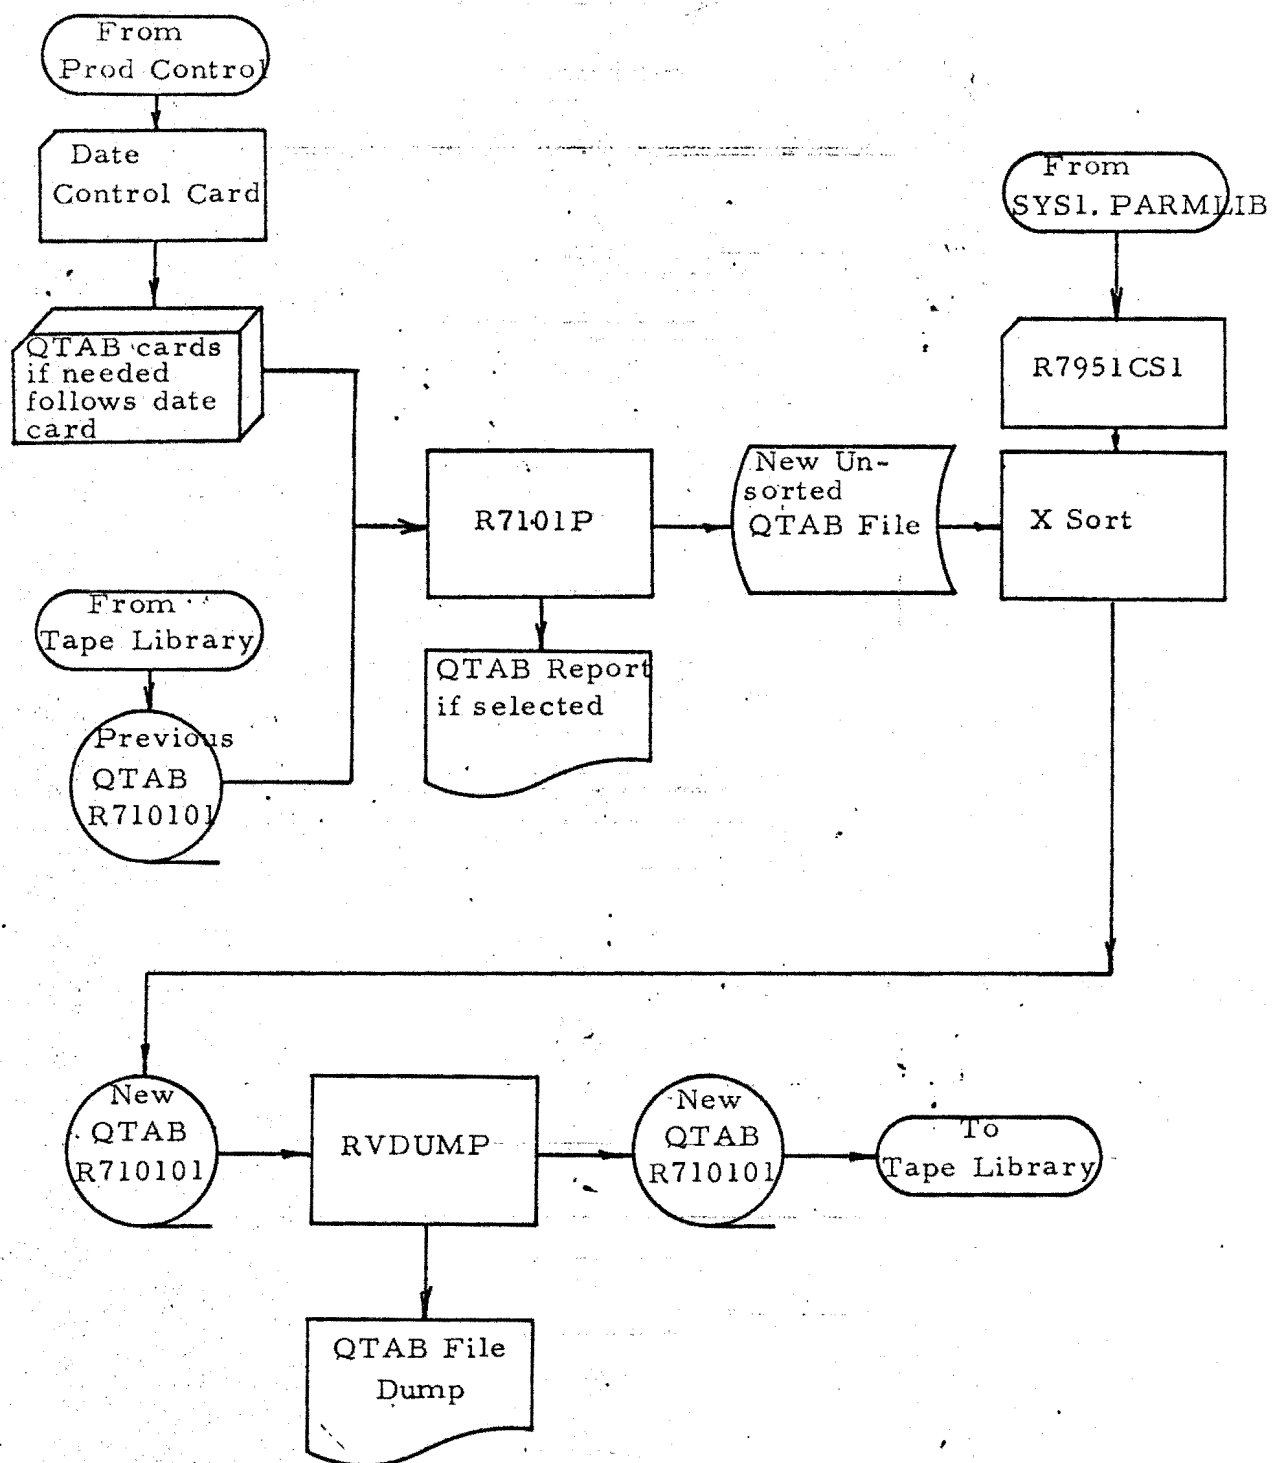 From
Prod Control
Date
Control Card
QTAB cards
if needed
follows date
card
From
SYS1. PARMLIB
R7951CS1
R7101P
New Un-
sorted
QTAB File
X Sort
QTAB Report
if selected
From
Tape Library
Previous
QTAB
R710101
New
QTAB
R710101
RVDUMP
New
QTAB
R710101
To
Tape Library
QTAB File
Dump